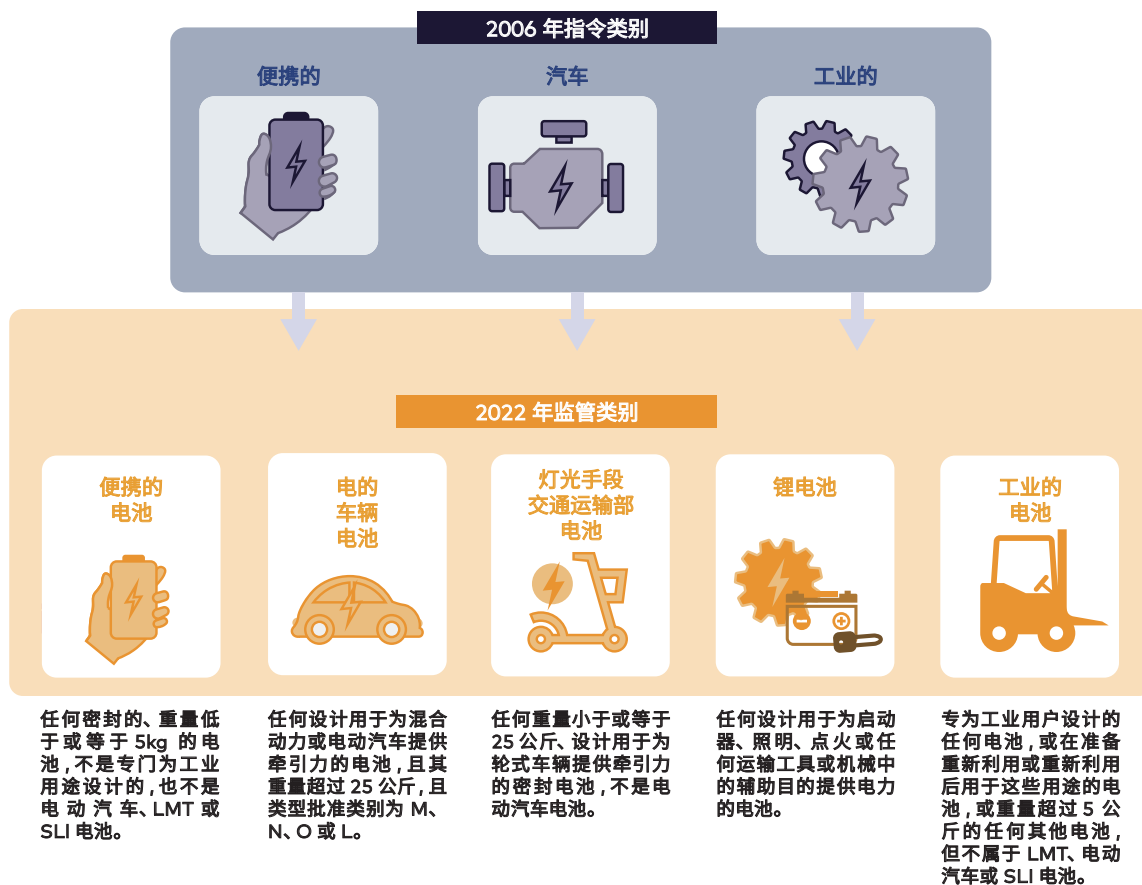 2006 年指令类别
便携的
汽车
工业的
2022 年监管类别
便携的
电池
电的
车辆
电池
灯光手段
交通运输部
电池
锂电池
工业的
电池
任何密封的、重量低
于或等于 5kg 的电
池,不是专门为工业
用途设计的,也不是
电动汽车、LMT 或
SLI 电池。
任何设计用于为混合
动力或电动汽车提供
牵引力的电池,且其
重量超过 25 公斤,且
类型批准类别为 M、
N、O 或 L。
任何重量小于或等于
25 公斤、设计用于为
轮式车辆提供牵引力
的密封电池,不是电
动汽车电池。
任何设计用于为启动
器、照明、点火或任
何运输工具或机械中
的辅助目的提供电力
的电池。
专为工业用户设计的
任何电池,或在准备
重新利用或重新利用
后用于这些用途的电
池,或重量超过 5 公
斤的任何其他电池,
但不属于 LMT、电动
汽车或 SLI 电池。